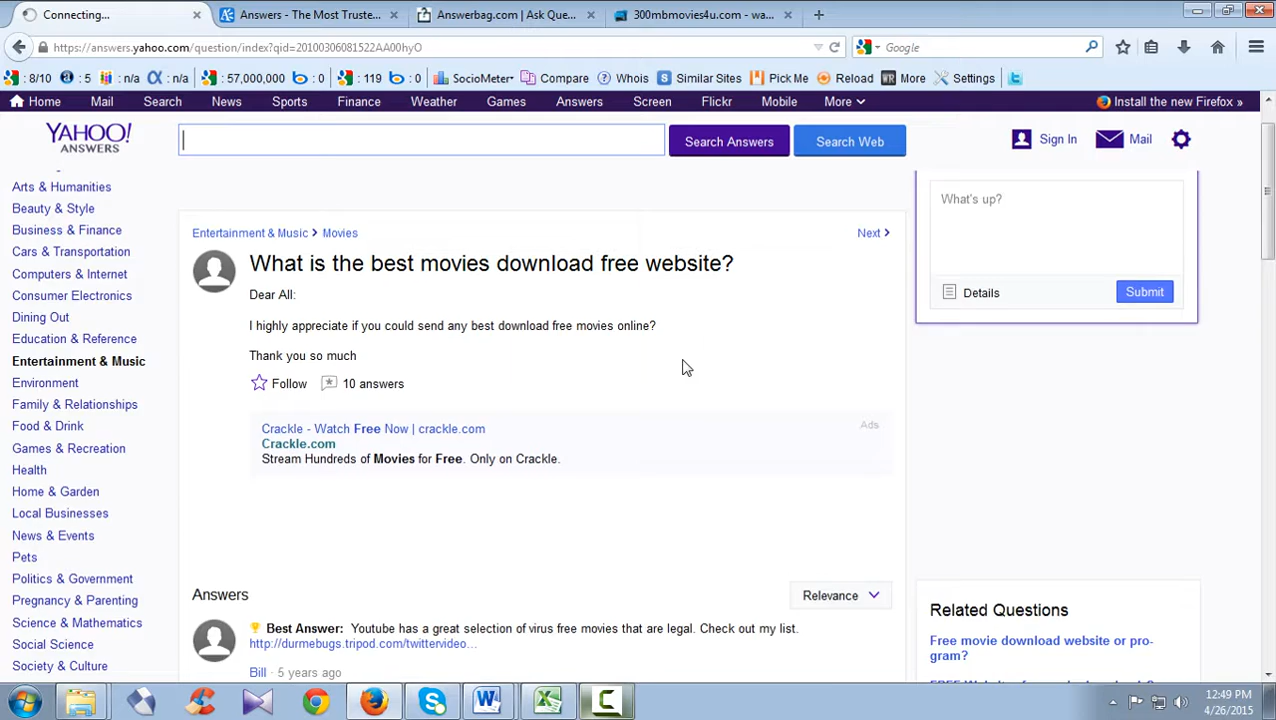 Connecting...
Answers - The Most Truste...
Answerbag.com | Ask Que...
300mbmovies4u.com - wa...
https://answers.yahoo.com/question/index?qid=20100306081522AA00hyO
Google
: 8/10 : 5 : n/a : n/a : 57,000,000 : 0 : 119 : 0 : SocioMeter Compare Whois Similar Sites Pick Me Reload More Settings
Home Mail Search News Sports Finance Weather Games Answers Screen Flickr Mobile More Install the new Firefox »
YAHOO!
ANSWERS
Search Answers
Search Web
Sign In
Mail
Arts & Humanities
Beauty & Style
Business & Finance
Cars & Transportation
Computers & Internet
Consumer Electronics
Dining Out
Education & Reference
Entertainment & Music
Environment
Family & Relationships
Food & Drink
Games & Recreation
Health
Home & Garden
Local Businesses
News & Events
Pets
Politics & Government
Pregnancy & Parenting
Science & Mathematics
Social Science
Society & Culture
Entertainment & Music > Movies
Next >
What is the best movies download free website?
Dear All:
I highly appreciate if you could send any best download free movies online?
Thank you so much
Follow 10 answers
Crackle - Watch Free Now | crackle.com
Ads
Crackle.com
Stream Hundreds of Movies for Free. Only on Crackle.
Answers
Relevance
Best Answer: Youtube has a great selection of virus free movies that are legal. Check out my list.
http://durmebugs.tripod.com/twittervideo...
Bill · 5 years ago
What's up?
Details
Submit
Related Questions
Free movie download website or pro-
gram?
12:49 PM
4/26/2015